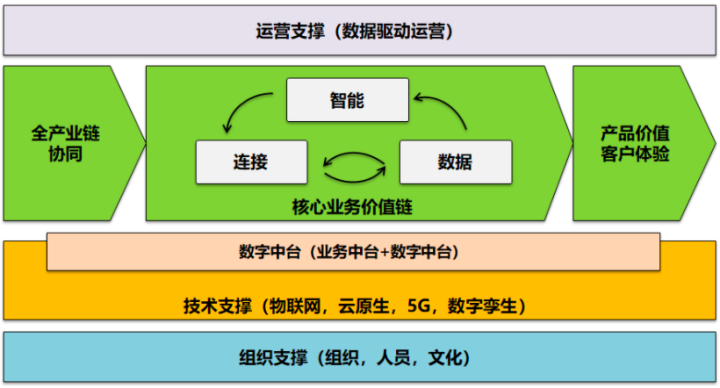 运营支撑（数据驱动运营）
全产业链
协同
智能
连接
数据
核心业务价值链
产品价值
客户体验
数字中台（业务中台+数字中台）
技术支撑（物联网，云原生，5G，数字孪生）
组织支撑（组织，人员，文化）